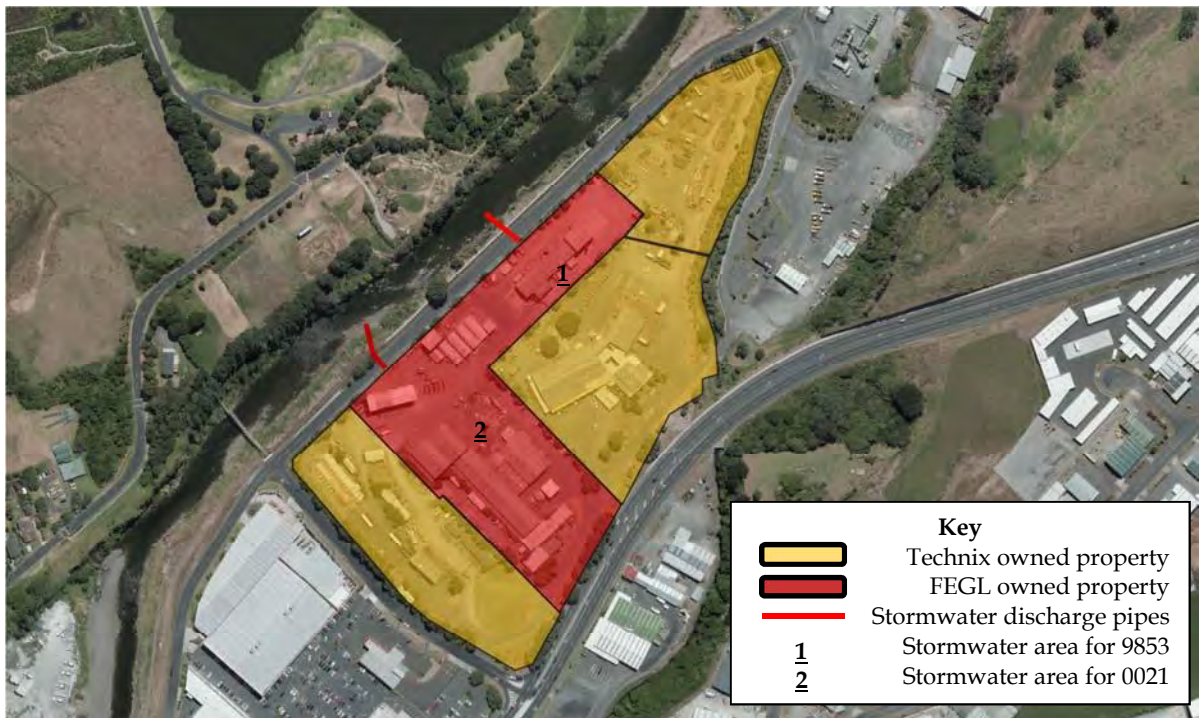 1
2
Key
Technix owned property
FEGL owned property
Stormwater discharge pipes
1 Stormwater area for 9853
2 Stormwater area for 0021